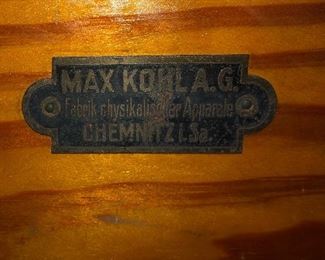 MAX KOHL A.G.
Fabrik physikalischer Apparate
CHEMNITZ i. Sa.